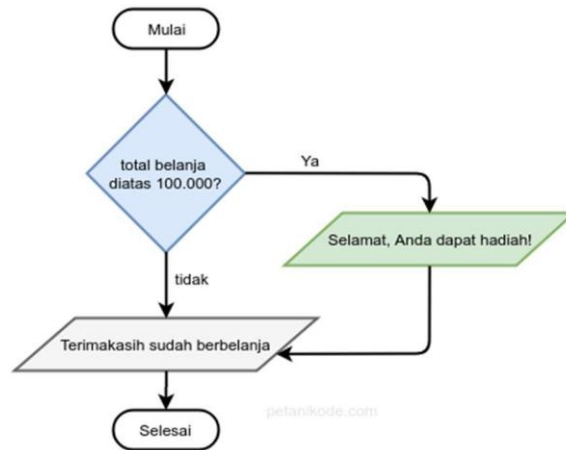 Mulai
total belanja
diatas 100.000?
Ya
Selamat, Anda dapat hadiah!
tidak
Terimakasih sudah berbelanja
petanikode.com
Selesai